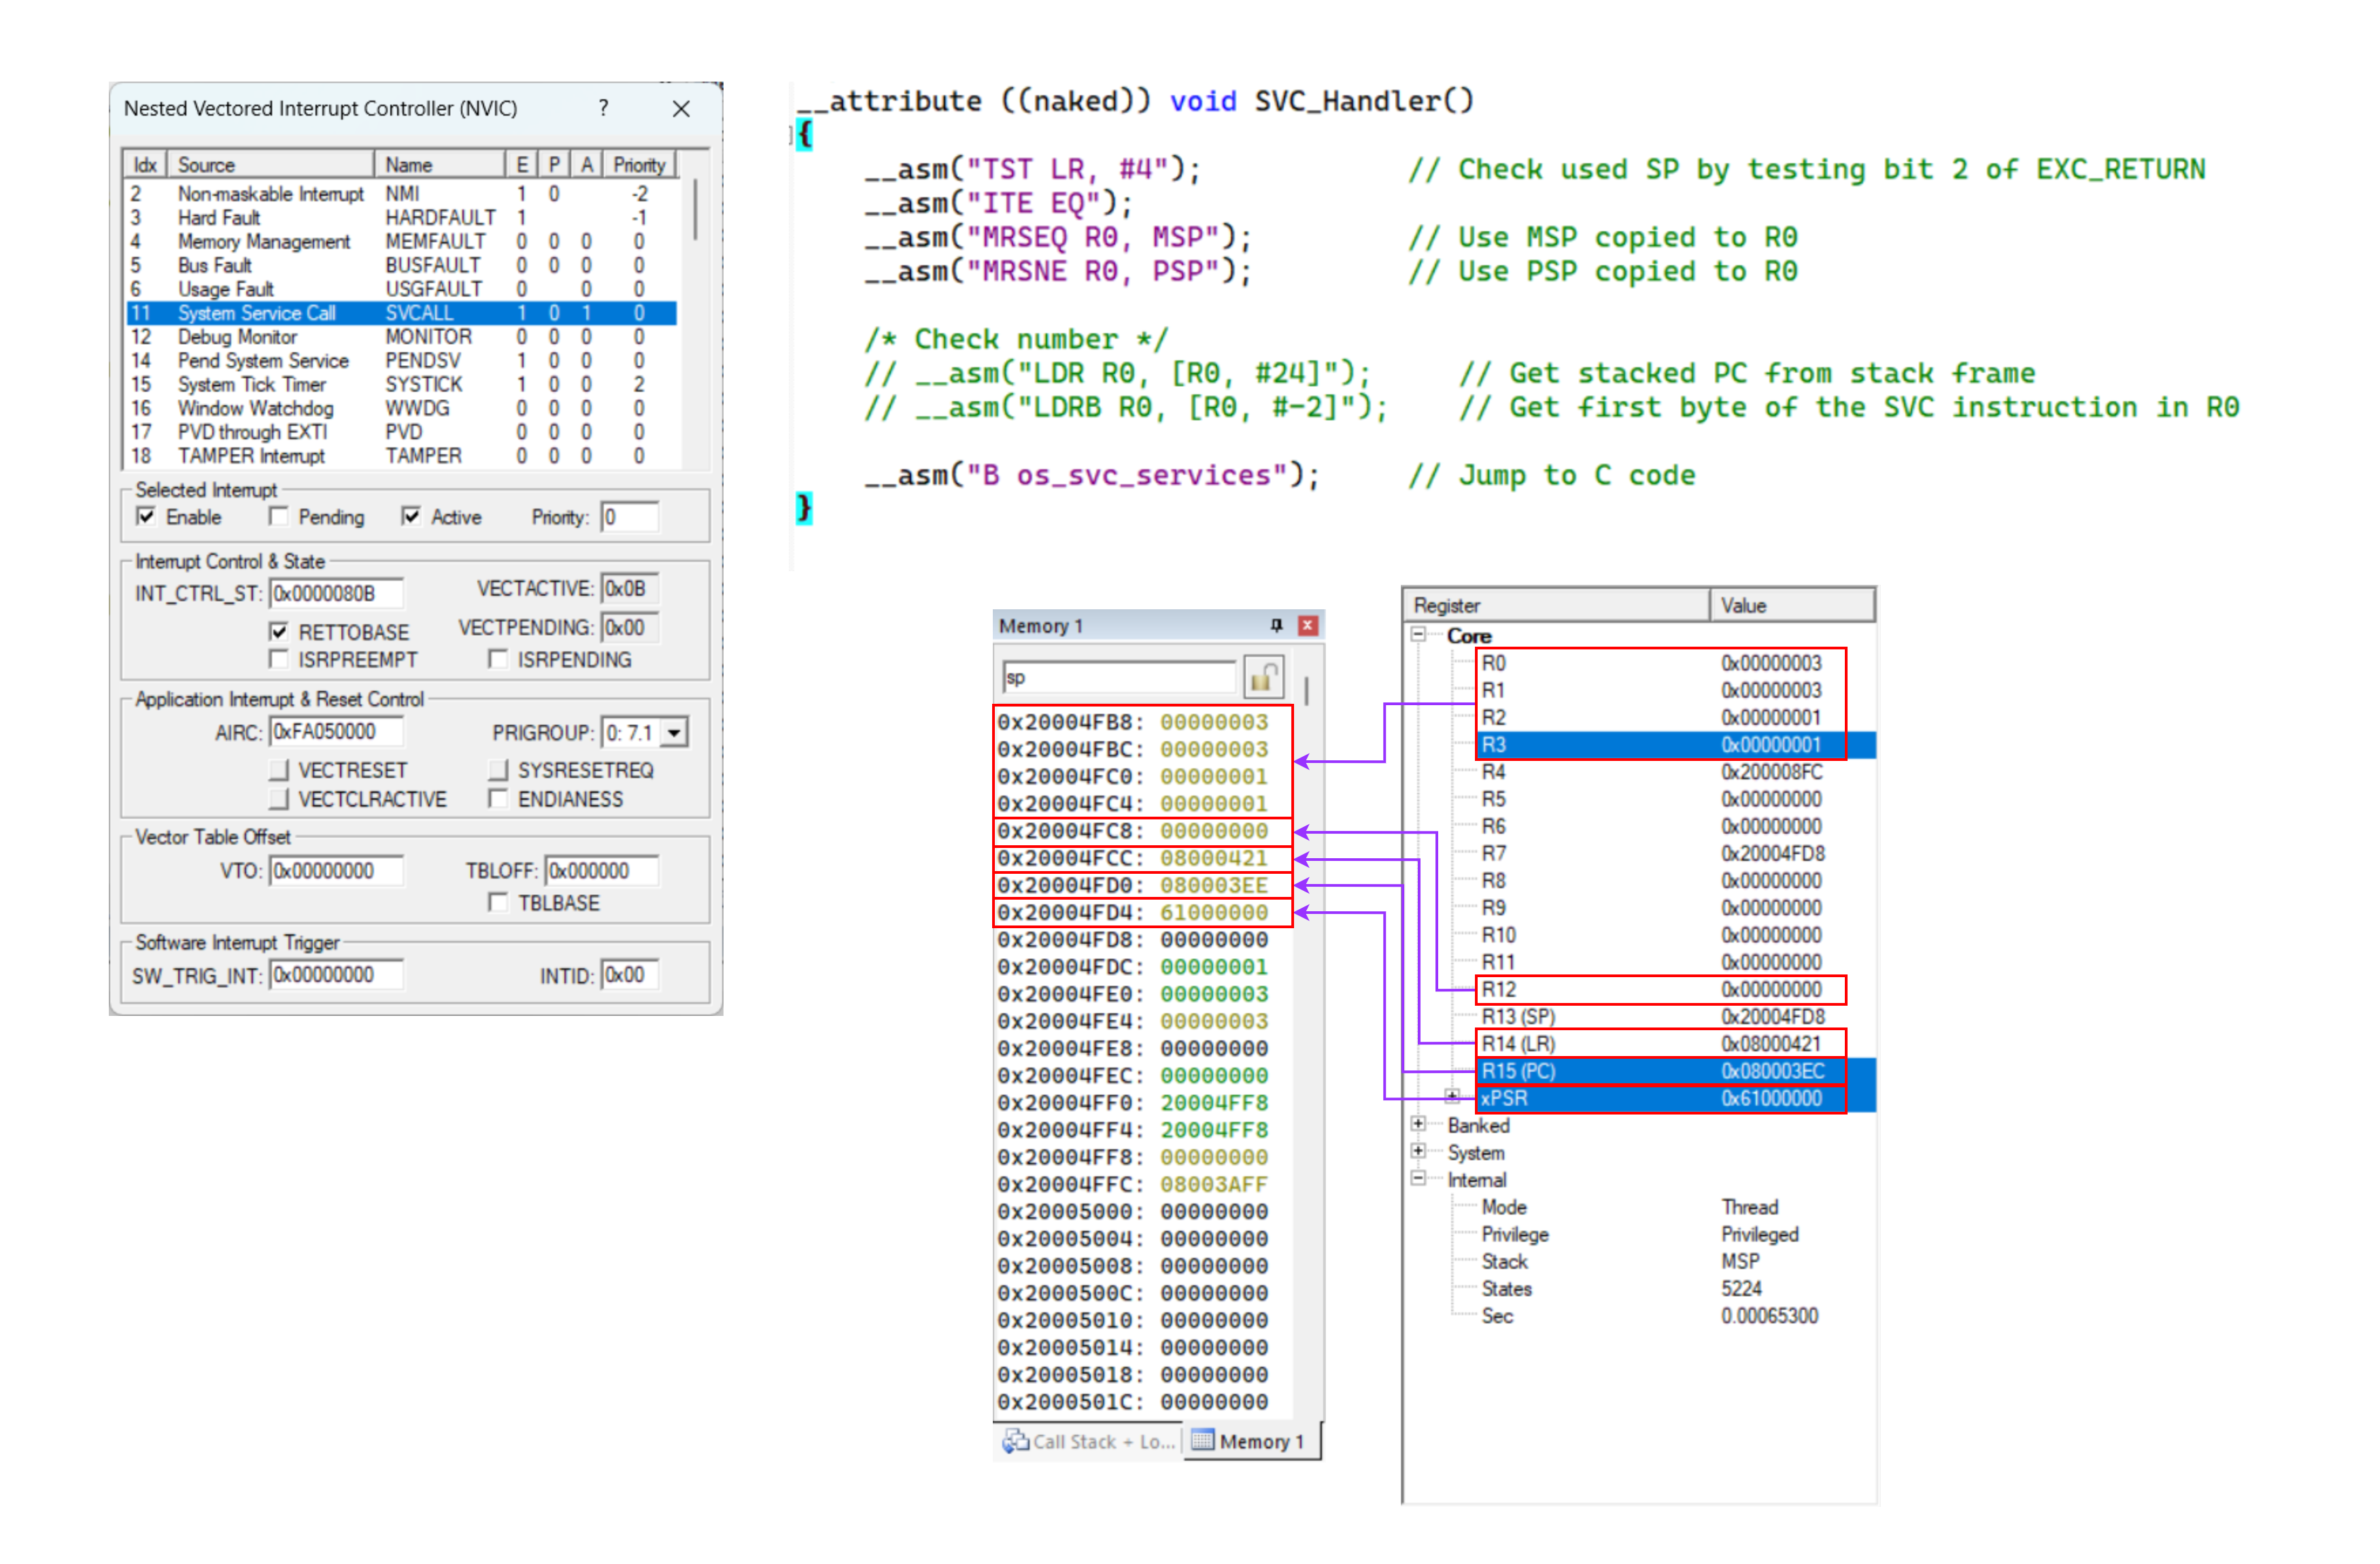 Nested Vectored Interrupt Controller (NVIC) ?
Idx Source Name E P A Priority
2 Non-maskable Interrupt NMI 1 0 -2
3 Hard Fault HARDFAULT 1 -1
4 Memory Management MEMFAULT 0 0 0 0
5 Bus Fault BUSFAULT 0 0 0 0
6 Usage Fault USGFAULT 0 0 0
11 System Service Call SVCALL 1 0 1 0
12 Debug Monitor MONITOR 0 0 0 0
14 Pend System Service PENDSV 1 0 0 0
15 System Tick Timer SYSTICK 1 0 0 2
16 Window Watchdog WWDG 0 0 0 0
17 PVD through EXTI PVD 0 0 0 0
18 TAMPER Interrupt TAMPER 0 0 0 0
Selected Interrupt
Enable Pending Active Priority: 0
Interrupt Control & State
INT_CTRL_ST: 0x0000080B VECTACTIVE: 0x0B
RETTOBASE VECTPENDING: 0x00
ISRPREEMPT ISRPENDING
Application Interrupt & Reset Control
AIRC: 0xFA050000 PRIGROUP: 0: 7.1
VECTRESET SYSRESETREQ
VECTCLRACTIVE ENDIANESS
Vector Table Offset
VTO: 0x00000000 TBLOFF: 0x000000
TBLBASE
Software Interrupt Trigger
SW_TRIG_INT: 0x00000000 INTID: 0x00
__attribute ((naked)) void SVC_Handler()
{
__asm("TST LR, #4"); // Check used SP by testing bit 2 of EXC_RETURN
__asm("ITE EQ");
__asm("MRSEQ R0, MSP"); // Use MSP copied to R0
__asm("MRSNE R0, PSP"); // Use PSP copied to R0
/* Check number */
// __asm("LDR R0, [R0, #24]"); // Get stacked PC from stack frame
// __asm("LDRB R0, [R0, #-2]"); // Get first byte of the SVC instruction in R0
__asm("B os_svc_services"); // Jump to C code
}
Memory 1
sp
0x20004FB8: 00000003
0x20004FBC: 00000003
0x20004FC0: 00000001
0x20004FC4: 00000001
0x20004FC8: 00000000
0x20004FCC: 08000421
0x20004FD0: 080003EE
0x20004FD4: 61000000
0x20004FD8: 00000000
0x20004FDC: 00000001
0x20004FE0: 00000003
0x20004FE4: 00000003
0x20004FE8: 00000000
0x20004FEC: 00000000
0x20004FF0: 20004FF8
0x20004FF4: 20004FF8
0x20004FF8: 00000000
0x20004FFC: 08003AFF
0x20005000: 00000000
0x20005004: 00000000
0x20005008: 00000000
0x2000500C: 00000000
0x20005010: 00000000
0x20005014: 00000000
0x20005018: 00000000
0x2000501C: 00000000
Call Stack + Lo... Memory 1
Register Value
Core
R0 0x00000003
R1 0x00000003
R2 0x00000001
R3 0x00000001
R4 0x200008FC
R5 0x00000000
R6 0x00000000
R7 0x20004FD8
R8 0x00000000
R9 0x00000000
R10 0x00000000
R11 0x00000000
R12 0x00000000
R13 (SP) 0x20004FD8
R14 (LR) 0x08000421
R15 (PC) 0x080003EC
xPSR 0x61000000
Banked
System
Internal
Mode Thread
Privilege Privileged
Stack MSP
States 5224
Sec 0.00065300